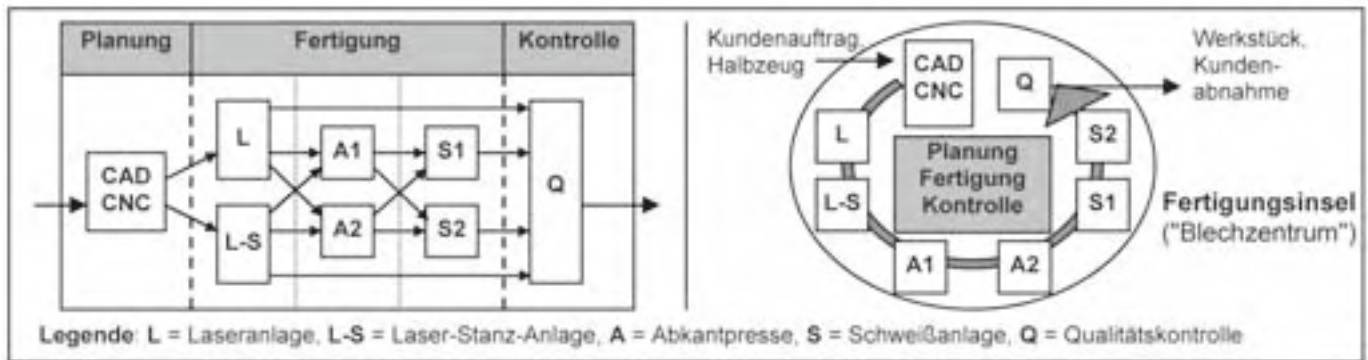 Planung Fertigung Kontrolle
CAD
CNC
L
L-S
A1
A2
S1
S2
Q
Kundenauftrag
Halbzeug
CAD
CNC
Q
Werkstück,
Kunden-
abnahme
L
S2
Planung
Fertigung
Kontrolle
L-S
S1
A1
A2
Fertigungsinsel
("Blechzentrum")
Legende: L = Laseranlage, L-S = Laser-Stanz-Anlage, A = Abkantpresse, S = Schweißanlage, Q = Qualitätskontrolle